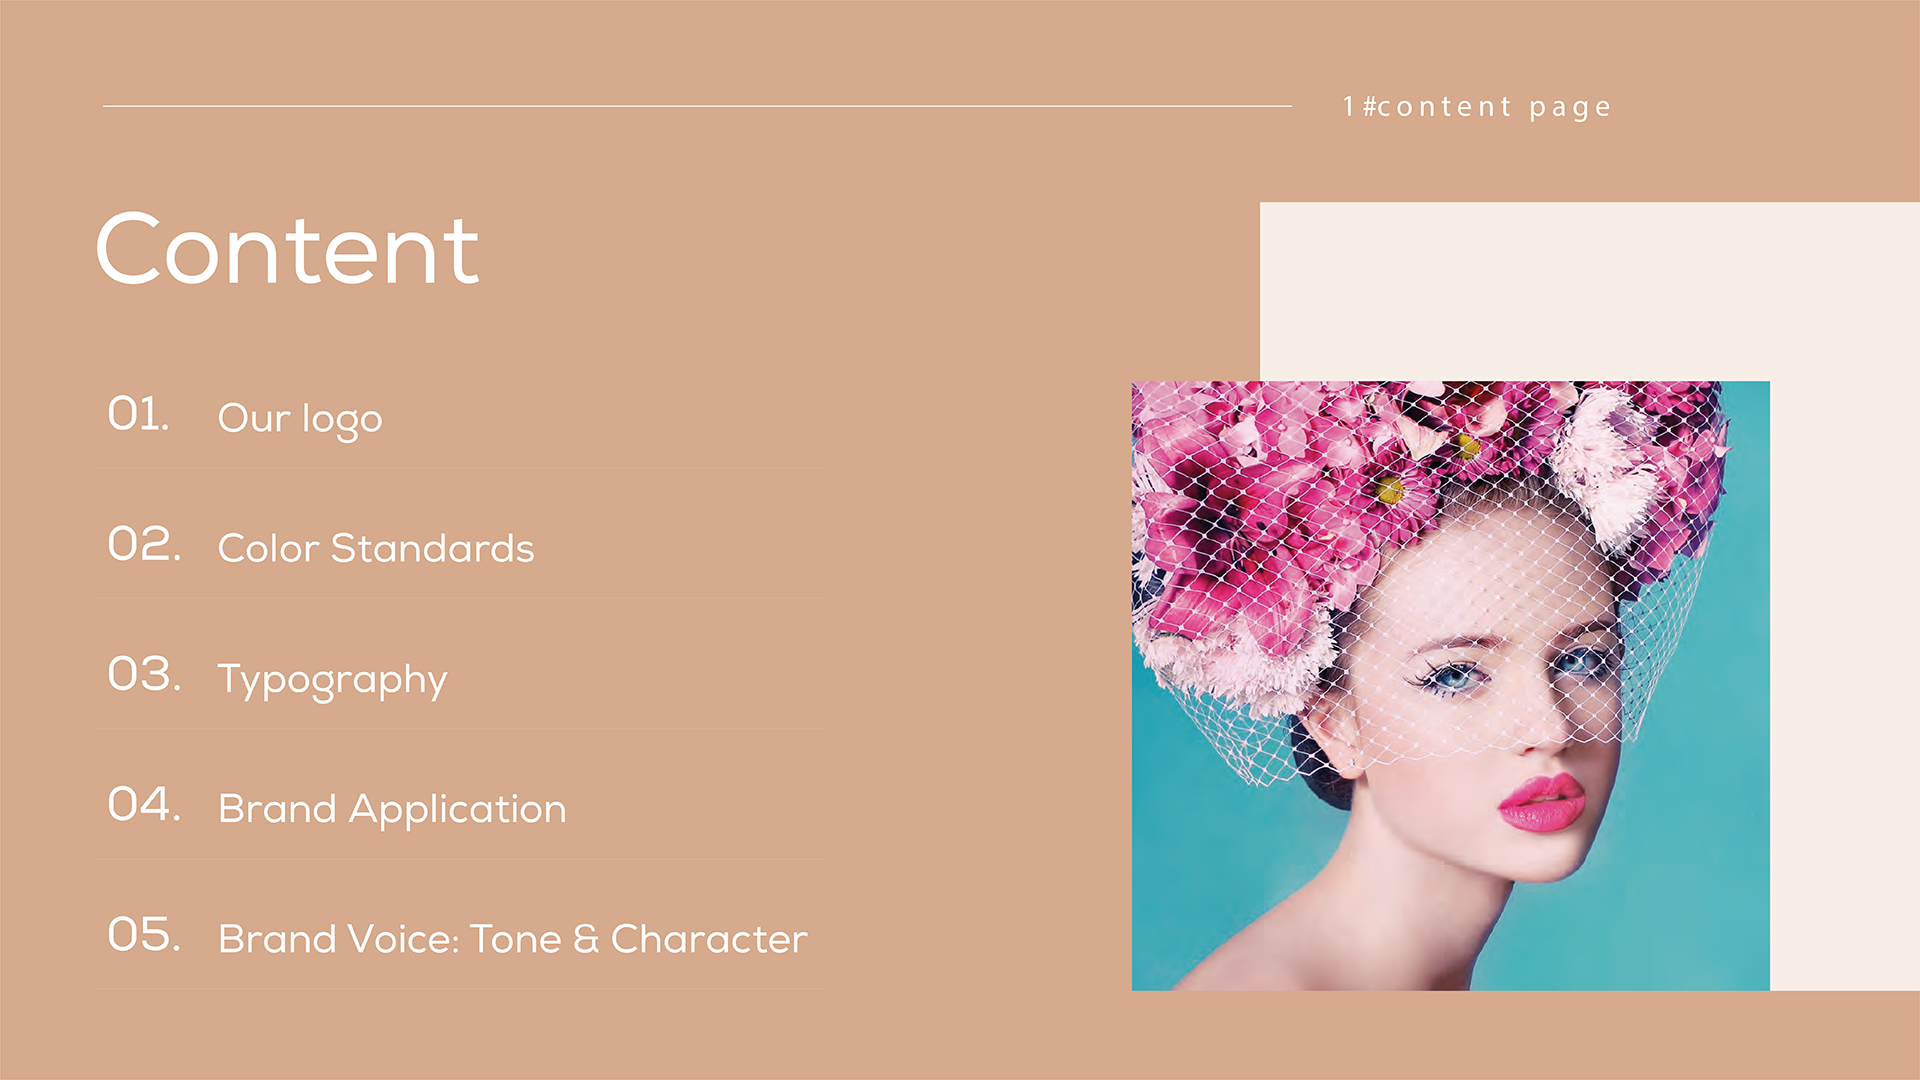 1#content page
Content
01. Our logo
02. Color Standards
03. Typography
04. Brand Application
05. Brand Voice: Tone & Character